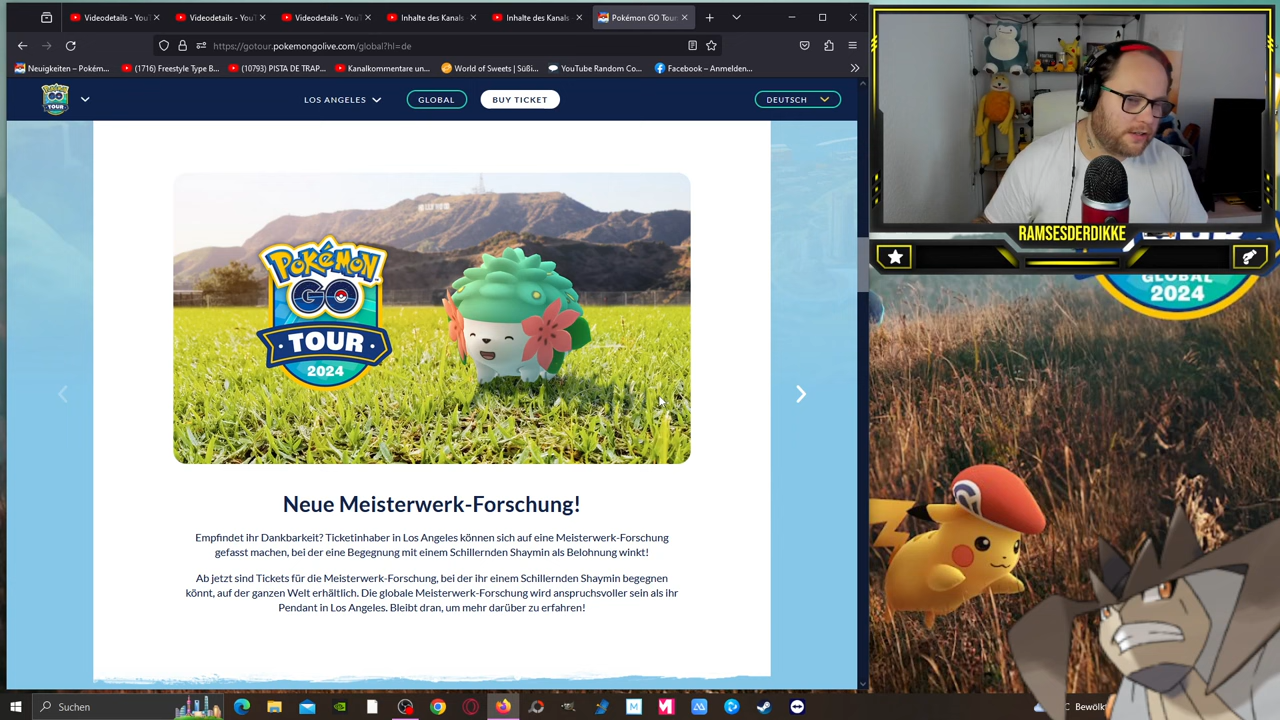 Videodetails - YouT
Videodetails - YouT
Videodetails - YouT
Inhalte des Kanals
Inhalte des Kanals
Pokémon GO Tour
https://gotour.pokemongolive.com/global?hl=de
Neuigkeiten – Pokém...
(1716) Freestyle Type B...
(10793) PISTA DE TRAP...
Kanalkommentare un...
World of Sweets | Süßi...
YouTube Random Co...
Facebook – Anmelden...
LOS ANGELES
GLOBAL
BUY TICKET
DEUTSCH
POKÉMON
GO
TOUR
2024
Neue Meisterwerk-Forschung!
Empfindet ihr Dankbarkeit? Ticketinhaber in Los Angeles können sich auf eine Meisterwerk-Forschung
gefasst machen, bei der eine Begegnung mit einem Schillernden Shaymin als Belohnung winkt!
Ab jetzt sind Tickets für die Meisterwerk-Forschung, bei der ihr einem Schillernden Shaymin begegnen
könnt, auf der ganzen Welt erhältlich. Die globale Meisterwerk-Forschung wird anspruchsvoller sein als ihr
Pendant in Los Angeles. Bleibt dran, um mehr darüber zu erfahren!
RAMSESDERDIKKE
GLOBAL
2024
Suchen
C Bewölk